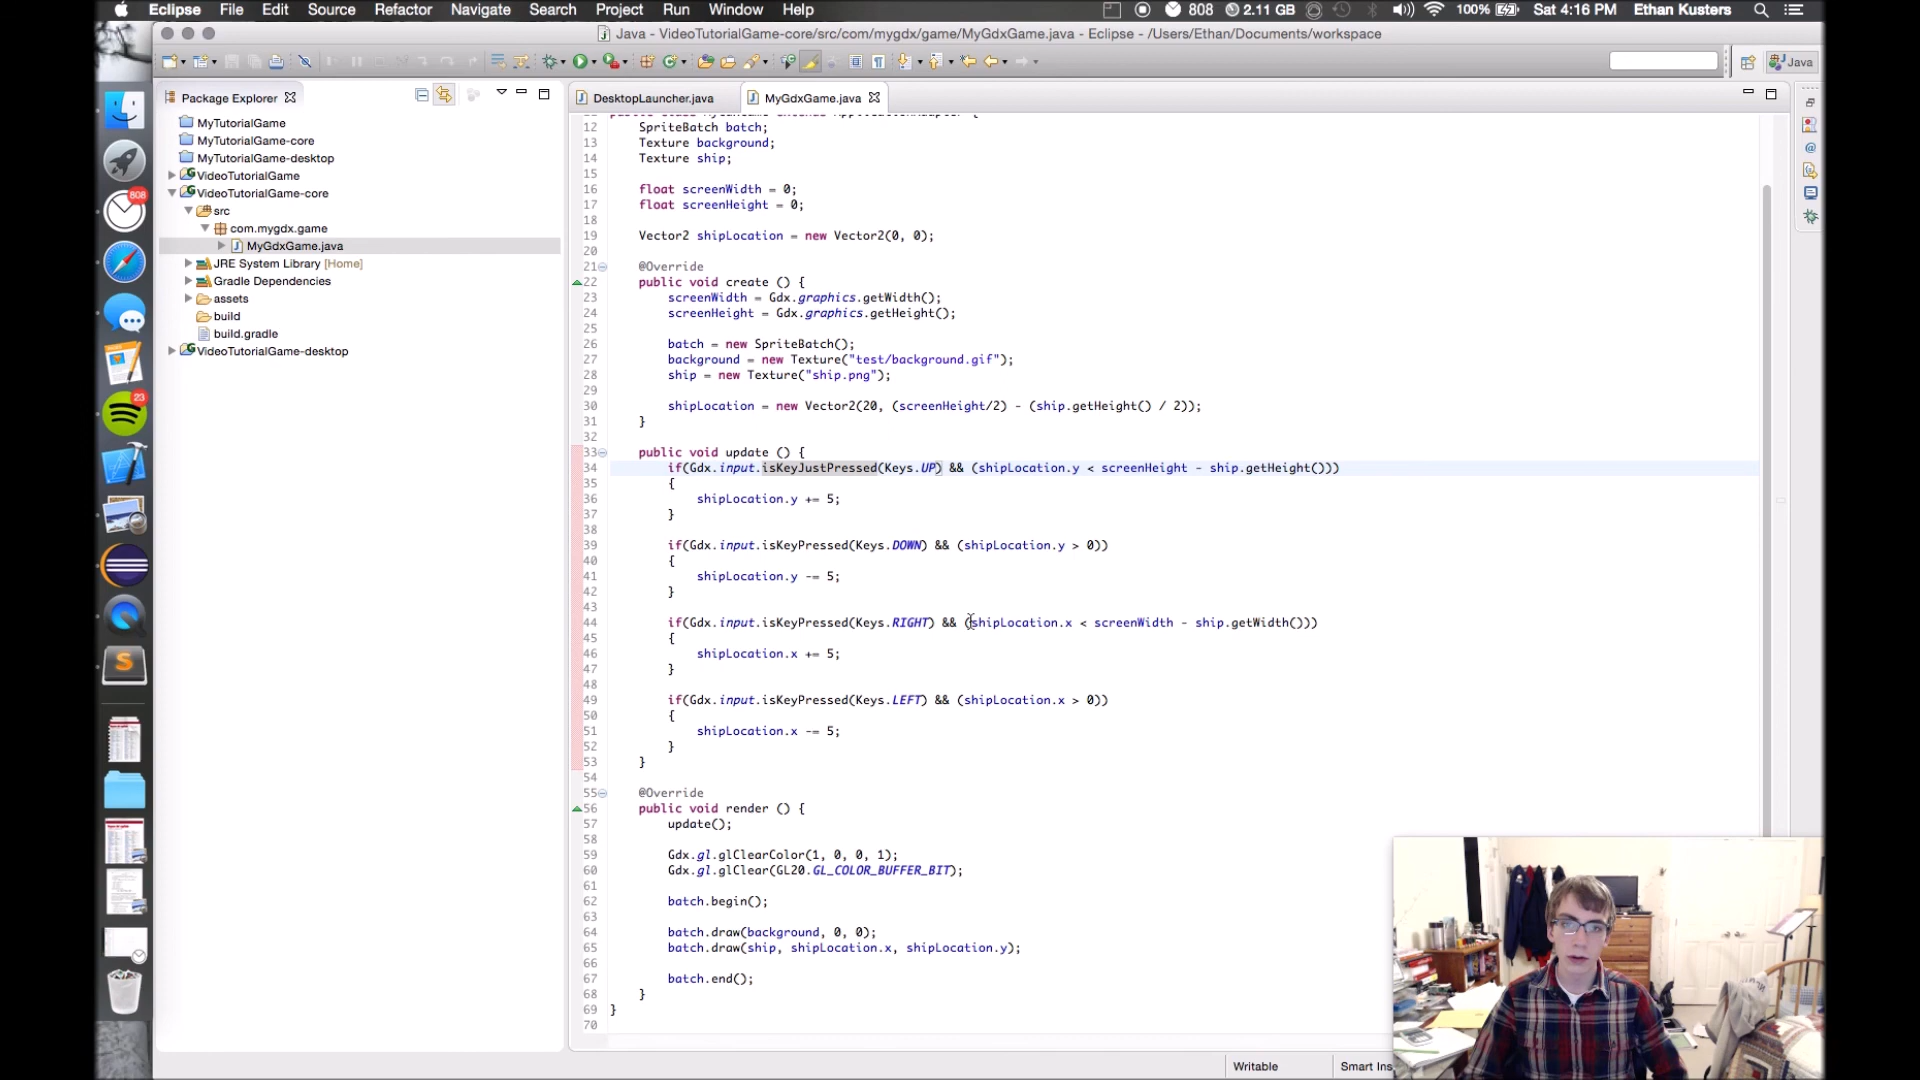 Eclipse File Edit Source Refactor Navigate Search Project Run Window Help 808 2.11 GB 100% Sat 4:16 PM Ethan Kusters
Java - VideoTutorialGame-core/src/com/mygdx/game/MyGdxGame.java - Eclipse - /Users/Ethan/Documents/workspace
Java
Package Explorer
DesktopLauncher.java
MyGdxGame.java
MyTutorialGame
MyTutorialGame-core
MyTutorialGame-desktop
VideoTutorialGame
VideoTutorialGame-core
src
com.mygdx.game
MyGdxGame.java
JRE System Library [Home]
Gradle Dependencies
assets
build
build.gradle
VideoTutorialGame-desktop
808
23
12 SpriteBatch batch;
13 Texture background;
14 Texture ship;
15
16 float screenWidth = 0;
17 float screenHeight = 0;
18
19 Vector2 shipLocation = new Vector2(0, 0);
20
21 @Override
22 public void create () {
23 screenWidth = Gdx.graphics.getWidth();
24 screenHeight = Gdx.graphics.getHeight();
25
26 batch = new SpriteBatch();
27 background = new Texture("test/background.gif");
28 ship = new Texture("ship.png");
29
30 shipLocation = new Vector2(20, (screenHeight/2) - (ship.getHeight() / 2));
31 }
32
33 public void update () {
34 if(Gdx.input.isKeyJustPressed(Keys.UP) && (shipLocation.y < screenHeight - ship.getHeight()))
35 {
36 shipLocation.y += 5;
37 }
38
39 if(Gdx.input.isKeyPressed(Keys.DOWN) && (shipLocation.y > 0))
40 {
41 shipLocation.y -= 5;
42 }
43
44 if(Gdx.input.isKeyPressed(Keys.RIGHT) && (shipLocation.x < screenWidth - ship.getWidth()))
45 {
46 shipLocation.x += 5;
47 }
48
49 if(Gdx.input.isKeyPressed(Keys.LEFT) && (shipLocation.x > 0))
50 {
51 shipLocation.x -= 5;
52 }
53 }
54
55 @Override
56 public void render () {
57 update();
58
59 Gdx.gl.glClearColor(1, 0, 0, 1);
60 Gdx.gl.glClear(GL20.GL_COLOR_BUFFER_BIT);
61
62 batch.begin();
63
64 batch.draw(background, 0, 0);
65 batch.draw(ship, shipLocation.x, shipLocation.y);
66
67 batch.end();
68 }
69 }
70
Writable
Smart Ins